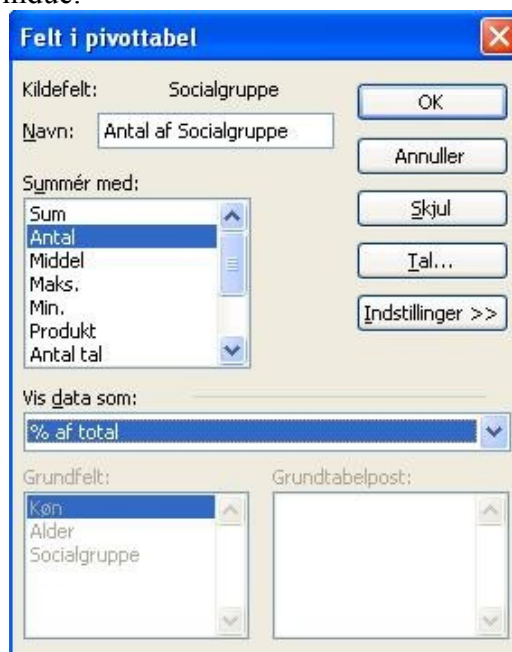 Felt i pivottabel
Kildefelt: Socialgruppe
OK
Navn: Antal af Socialgruppe
Annuller
Summér med:
Skjul
Sum
Antal
Middel
Tal...
Maks.
Min.
Indstillinger >>
Produkt
Antal tal
Vis data som:
% af total
Grundfelt: Grundtabelpost:
Køn
Alder
Socialgruppe